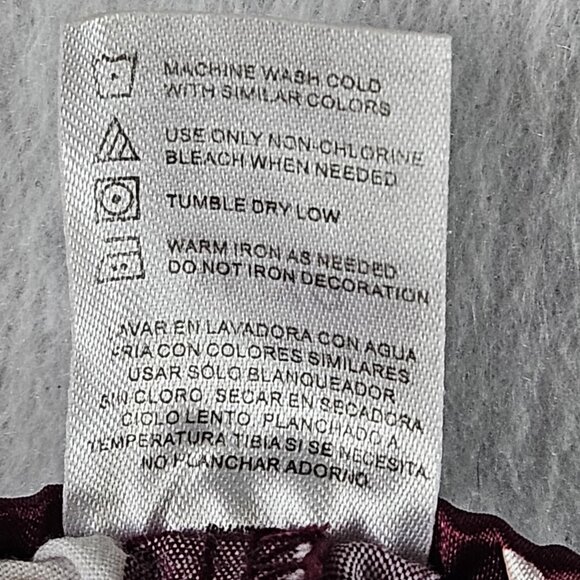 MACHINE WASH COLD
WITH SIMILAR COLORS
USE ONLY NON-CHLORINE
BLEACH WHEN NEEDED
TUMBLE DRY LOW
WARM IRON AS NEEDED
DO NOT IRON DECORATION
LAVAR EN LAVADORA CON AGUA
FRIA CON COLORES SIMILARES
USAR SOLO BLANQUEADOR
SIN CLORO, SECAR EN SECADORA
CICLO LENTO, PLANCHADO A
TEMPERATURA TIBIA SI SE NECESITA.
NO PLANCHAR ADORNO.